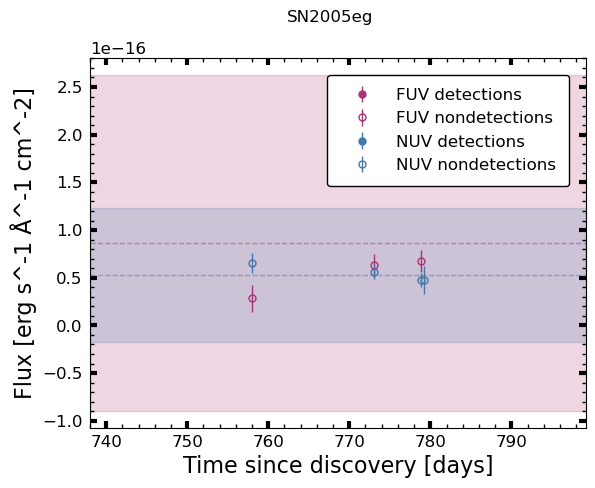 SN2005eg
1e−16
2.5
2.0
1.5
1.0
0.5
0.0
−0.5
−1.0
Flux [erg s^-1 Å^-1 cm^-2]
FUV detections
FUV nondetections
NUV detections
NUV nondetections
740 750 760 770 780 790
Time since discovery [days]